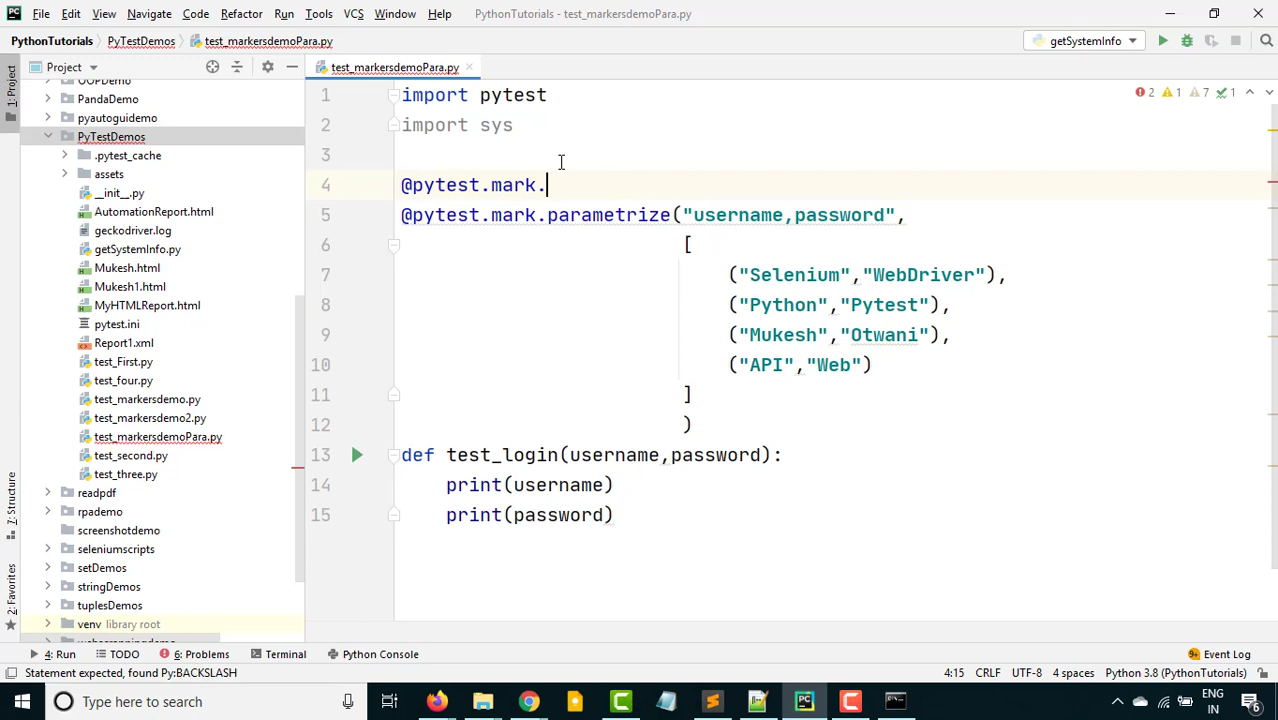 File Edit View Navigate Code Refactor Run Tools VCS Window Help PythonTutorials - test_markersdemoPara.py
PythonTutorials PyTestDemos test_markersdemoPara.py getSystemInfo
1: Project
7: Structure
2: Favorites
Project
OOPDemo
PandaDemo
pyautoguidemo
PyTestDemos
.pytest_cache
assets
__init__.py
AutomationReport.html
geckodriver.log
getSystemInfo.py
Mukesh.html
Mukesh1.html
MyHTMLReport.html
pytest.ini
Report1.xml
test_First.py
test_four.py
test_markersdemo.py
test_markersdemo2.py
test_markersdemoPara.py
test_second.py
test_three.py
readpdf
rpademo
screenshotdemo
seleniumscripts
setDemos
stringDemos
tuplesDemos
venv library root
test_markersdemoPara.py
2 1 7 1
1 import pytest
2 import sys
3
4 @pytest.mark.
5 @pytest.mark.parametrize("username,password",
6 [
7 ("Selenium","WebDriver"),
8 ("Python","Pytest"),
9 ("Mukesh","Otwani"),
10 ("API","Web")
11 ]
12 )
13 def test_login(username,password):
14 print(username)
15 print(password)
4: Run TODO 6: Problems Terminal Python Console Event Log
Statement expected, found Py:BACKSLASH 4:15 CRLF UTF-8 4 spaces Python 3.8 (PythonTutorials)
Type here to search ENG
IN 6